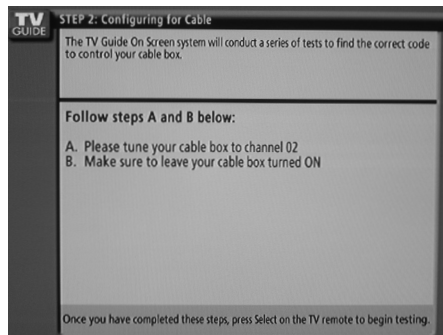 TV
GUIDE
STEP 2: Configuring for Cable
The TV Guide On Screen system will conduct a series of tests to find the correct code
to control your cable box.
Follow steps A and B below:
A. Please tune your cable box to channel 02
B. Make sure to leave your cable box turned ON
Once you have completed these steps, press Select on the TV remote to begin testing.